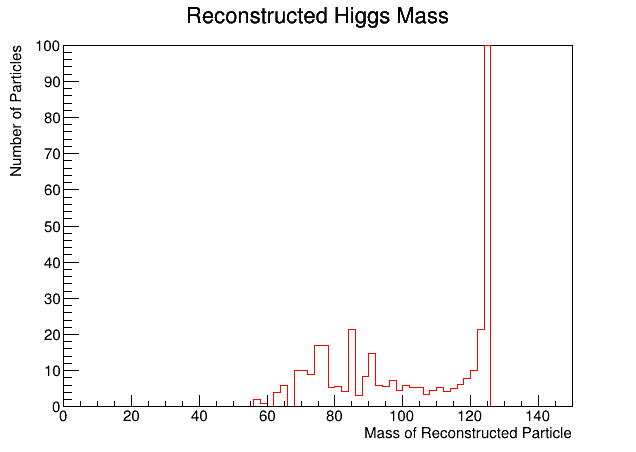 Reconstructed Higgs Mass
Number of Particles
100
90
80
70
60
50
40
30
20
10
0
0 20 40 60 80 100 120 140
Mass of Reconstructed Particle